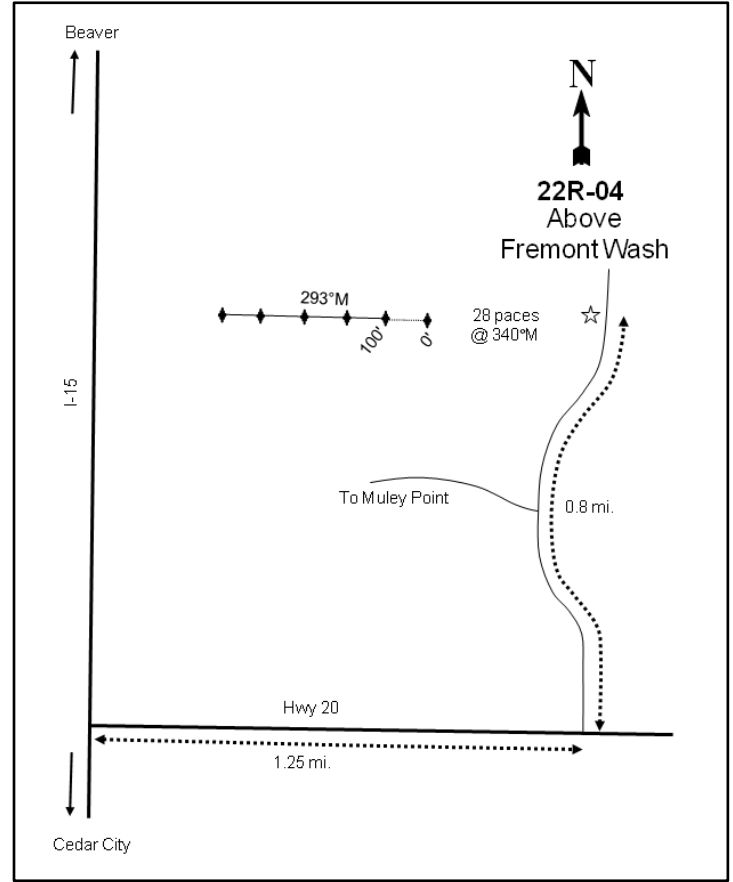 Beaver
N
22R-04
Above
Fremont Wash
293°M
100'
0'
28 paces
@ 340°M
I-15
To Muley Point
0.8 mi.
Hwy 20
1.25 mi.
Cedar City